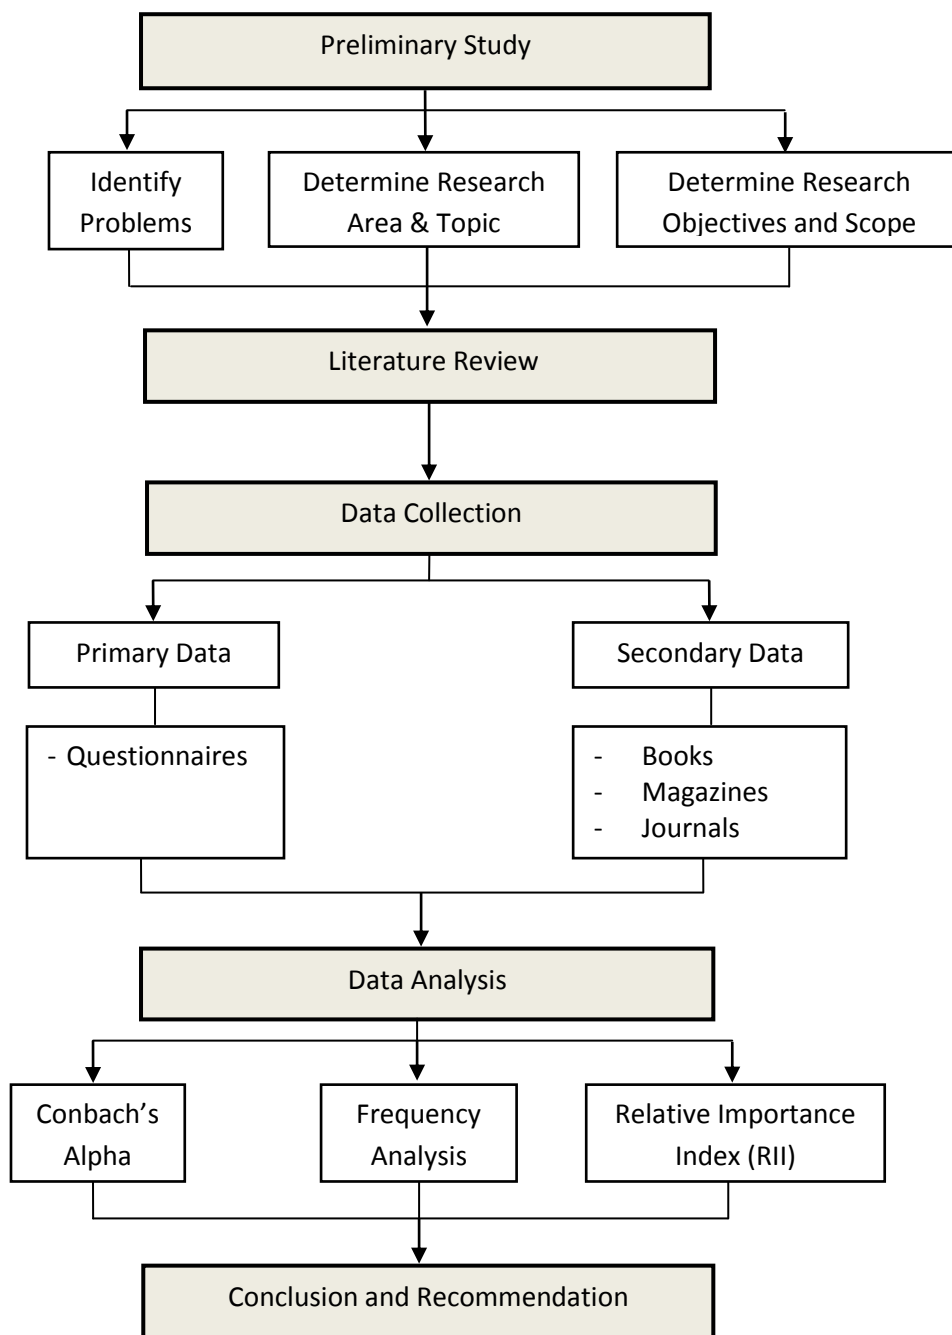 Preliminary Study
Identify
Problems
Determine Research
Area & Topic
Determine Research
Objectives and Scope
Literature Review
Data Collection
Primary Data
Secondary Data
- Questionnaires
- Books
- Magazines
- Journals
Data Analysis
Conbach’s
Alpha
Frequency
Analysis
Relative Importance
Index (RII)
Conclusion and Recommendation